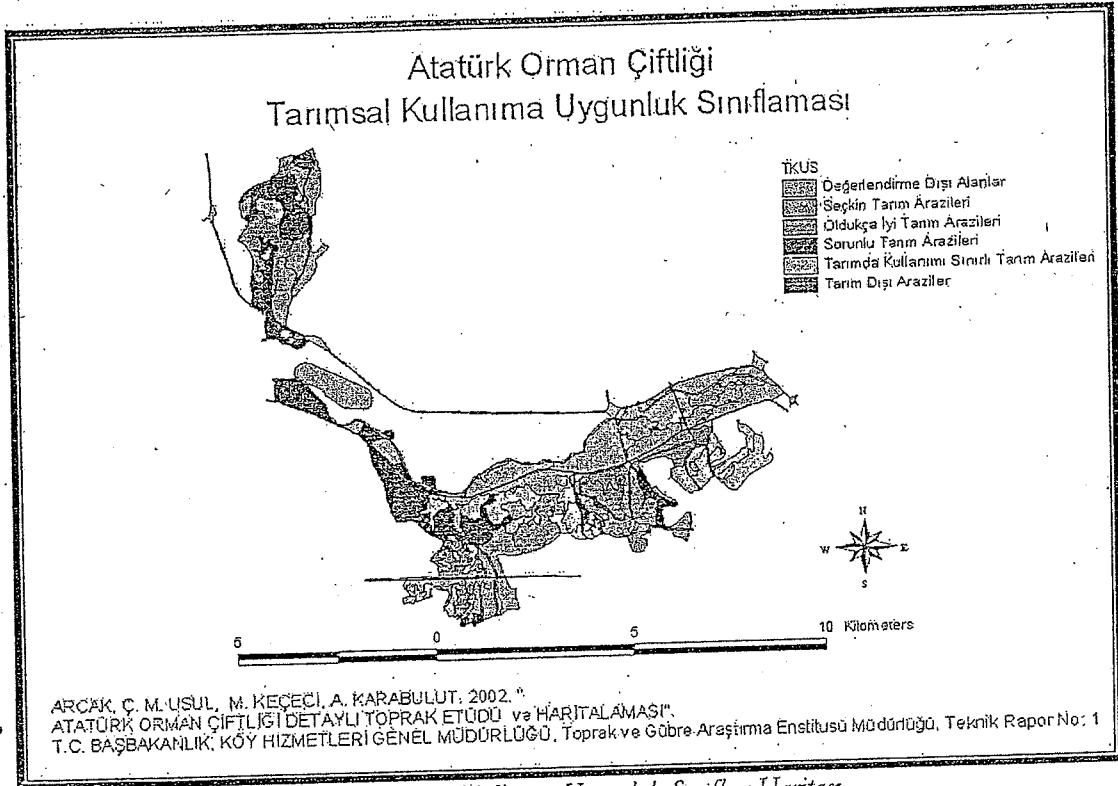 Atatürk Orman Çiftliği
Tarımsal Kullanıma Uygunluk Sınıflaması
TKUS
Değerlendirme Dışı Alanlar
Seçkin Tarım Arazileri
Oldukça İyi Tarım Arazileri
Sorunlu Tarım Arazileri
Tarımda Kullanımı Sınırlı Tarım Arazileri
Tarım Dışı Araziler
N
W E
S
5 0 5 10 Kilometers
ARCAK, Ç. M. USUL, M. KEÇECİ, A. KARABULUT. 2002. ".
ATATÜRK ORMAN ÇİFTLİĞİ DETAYLI TOPRAK ETÜDÜ ve HARİTALAMASI".
T.C. BAŞBAKANLIK, KÖY HİZMETLERİ GENEL MÜDÜRLÜĞÜ, Toprak ve Gübre Araştırma Enstitüsü Müdürlüğü, Teknik Rapor No: 1